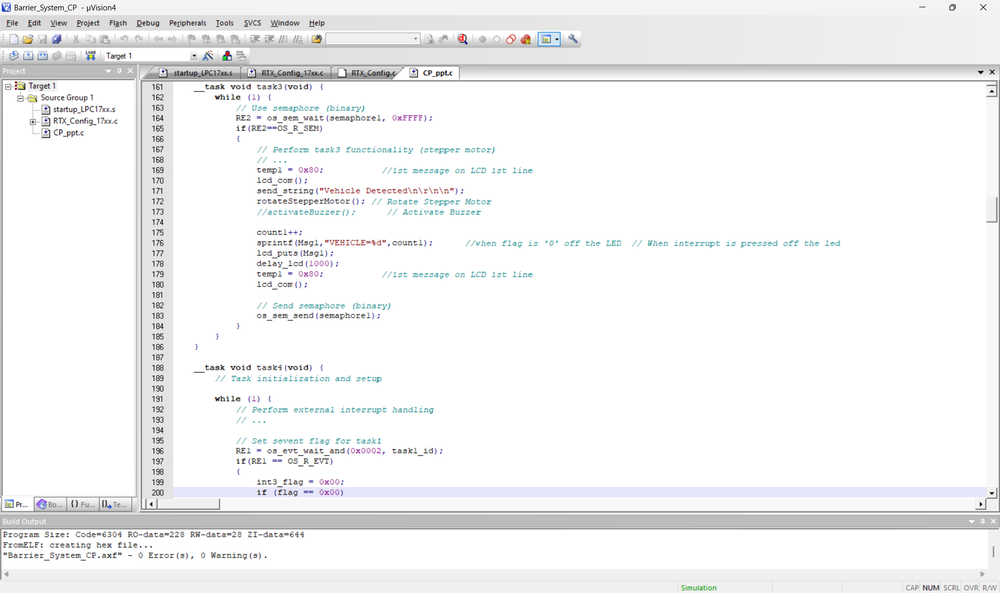 Barrier_System_CP - µVision4
File Edit View Project Flash Debug Peripherals Tools SVCS Window Help
LOAD Target 1
Project
startup_LPC17xx.s RTX_Config_17xx.c RTX_Config.c CP_ppt.c
Target 1
Source Group 1
startup_LPC17xx.s
RTX_Config_17xx.c
CP_ppt.c
161 __task void task3(void) {
162 while (1) {
163 // Use semaphore (binary)
164 RE2 = os_sem_wait(semaphore1, 0xFFFF);
165 if(RE2==OS_R_SEM)
166 {
167 // Perform task3 functionality (stepper motor)
168 // ...
169 temp1 = 0x80; //1st message on LCD 1st line
170 lcd_com();
171 send_string("Vehicle Detected\n\r\n\n");
172 rotateStepperMotor(); // Rotate Stepper Motor
173 //activateBuzzer(); // Activate Buzzer
174
175 count1++;
176 sprintf(Msg1,"VEHICLE=%d",count1); //when flag is '0' off the LED // When interrupt is pressed off the led
177 lcd_puts(Msg1);
178 delay_lcd(1000);
179 temp1 = 0x80; //1st message on LCD 1st line
180 lcd_com();
181
182 // Send semaphore (binary)
183 os_sem_send(semaphore1);
184 }
185 }
186 }
187
188 __task void task4(void) {
189 // Task initialization and setup
190
191 while (1) {
192 // Perform external interrupt handling
193 // ...
194
195 // Set sevent flag for task1
196 RE1 = os_evt_wait_and(0x0002, task1_id);
197 if(RE1 == OS_R_EVT)
198 {
199 int3_flag = 0x00;
200 if (flag == 0x00)
Pr... Bo... {} Fu... 0 Te...
Build Output
Program Size: Code=6304 RO-data=228 RW-data=28 ZI-data=644
FromELF: creating hex file...
"Barrier_System_CP.axf" - 0 Error(s), 0 Warning(s).
Simulation CAP NUM SCRL OVR R/W